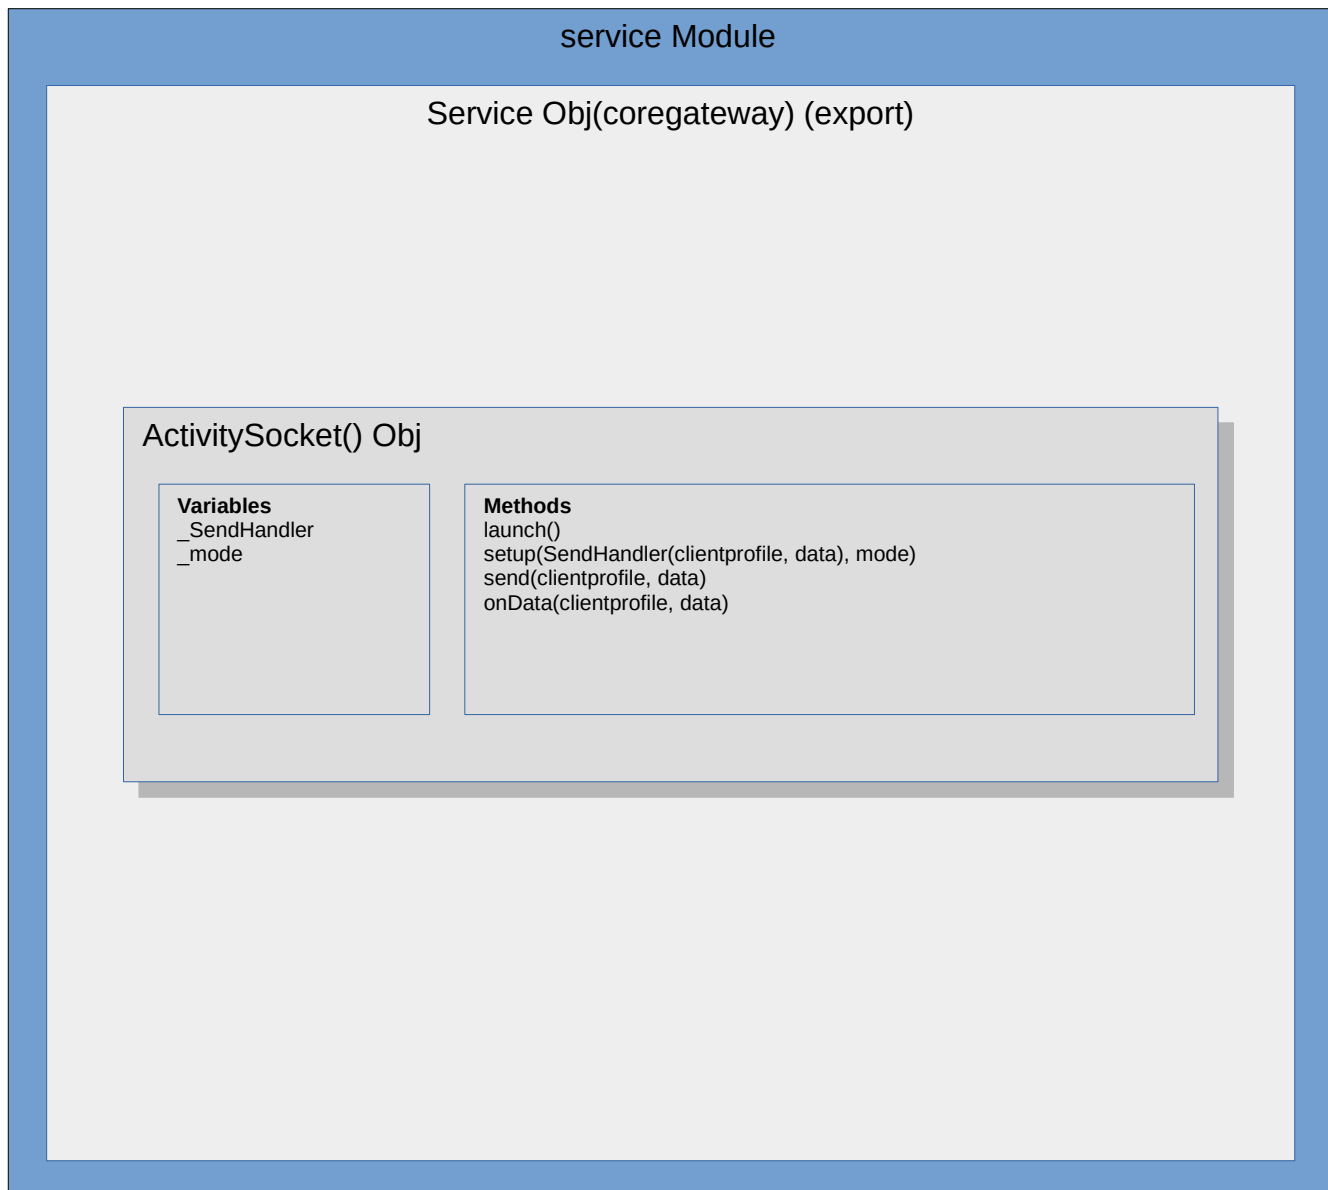 service Module
Service Obj(coregateway) (export)
ActivitySocket() Obj
Variables
_SendHandler
_mode
Methods
launch()
setup(SendHandler(clientprofile, data), mode)
send(clientprofile, data)
onData(clientprofile, data)